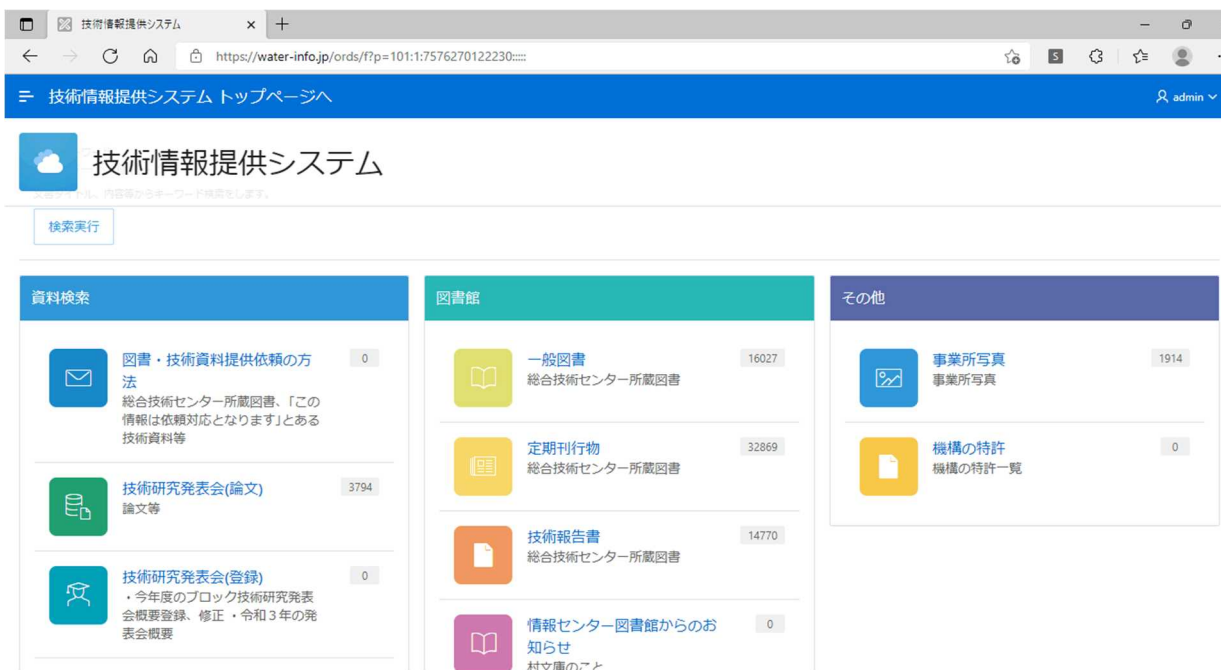 技術情報提供システム
https://water-info.jp/ords/f?p=101:1:7576270122230:::::
技術情報提供システム トップページへ
admin
技術情報提供システム
検索実行
資料検索
図書・技術資料提供依頼の方
法
0
総合技術センター所蔵図書、「この
情報は依頼対応となります」とある
技術資料等
技術研究発表会(論文)
3794
論文等
技術研究発表会(登録)
0
・今年度のブロック技術研究発表
会概要登録、修正 ・令和3年の発
表会概要
図書館
一般図書
16027
総合技術センター所蔵図書
定期刊行物
32869
総合技術センター所蔵図書
技術報告書
14770
総合技術センター所蔵図書
情報センター図書館からのお
知らせ
0
村文庫のこと
その他
事業所写真
1914
事業所写真
機構の特許
0
機構の特許一覧